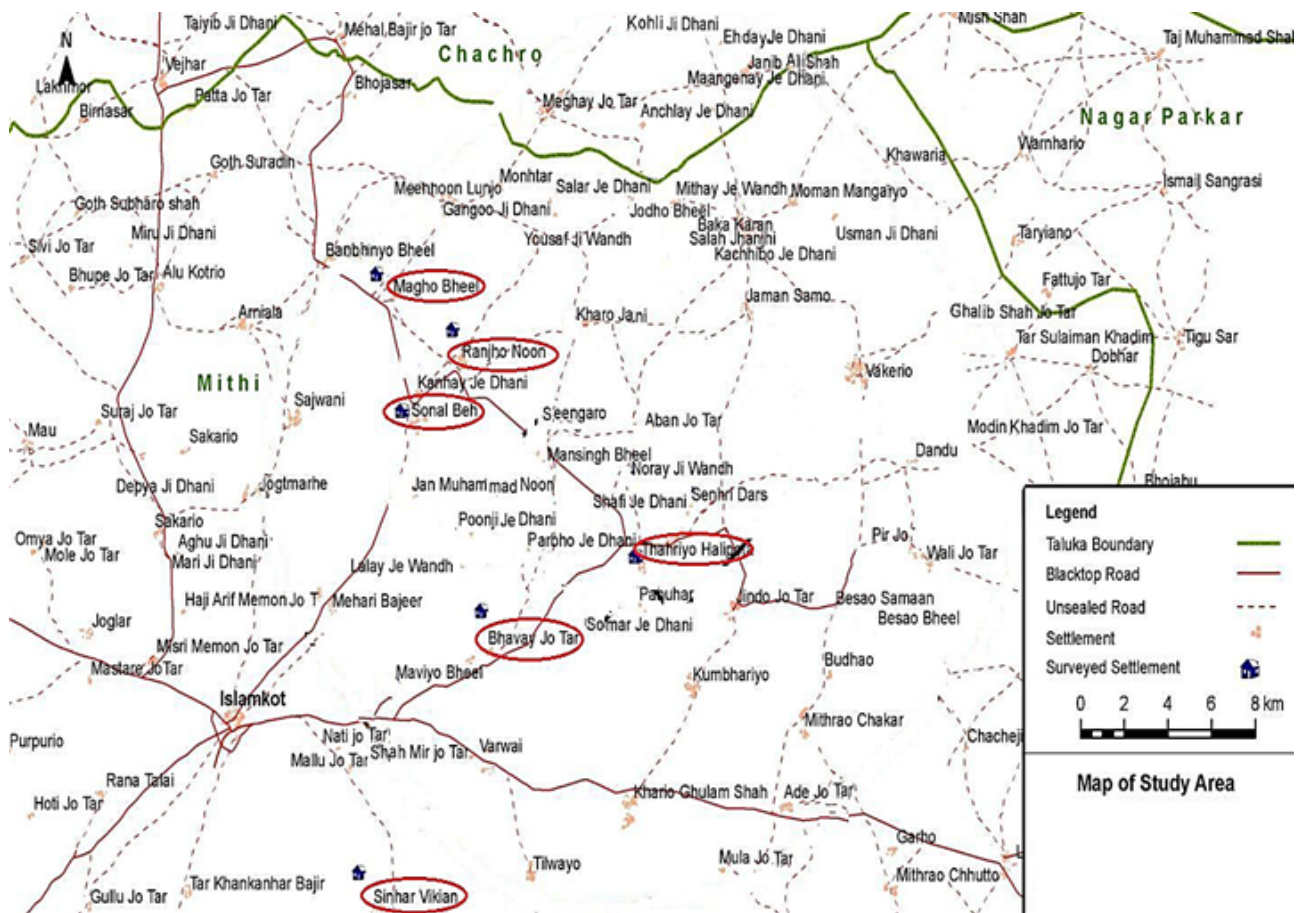 Taiyib Ji Dhani
Mehal Bajir jo Tar
Kohli Ji Dhani
Mish Shah
N
Chachro
Ehday Je Dhani
Taj Muhammad Shah
Vejhar
Janib Ali Shah
Lakhmor
Bhojasar
Maangenay Je Dhani
Birnasar
Patta Jo Tar
Meghay Jo Tar
Anchlay Je Dhani
Nagar Parkar
Warnhario
Goth Suradin
Khawaria
Monhtar
Meehhoon Lunjo
Salar Je Dhani
Mithay Je Wandh
Moman Mangariyo
Ismail Sangrasi
Goth Subharo shah
Gangoo Ji Dhani
Jodho Bheel
Miru Ji Dhani
Baka Karan
Sivi Jo Tar
Yousaf Ji Wandh
Salah Jhanjhi
Usman Ji Dhani
Taryiano
Banbhinyo Bheel
Kachhibo Je Dhani
Bhupe Jo Tar
Alu Kotrio
Fattujo Tar
Magho Bheel
Jaman Samo
Ghalib Shah Jo Tar
Amiala
Kharo Jani
Tar Sulaiman Khadim
Tigu Sar
Ranjho Noon
Dobhar
Mithi
Kanhay Je Dhani
Vakerio
Sajwani
Suraj Jo Tar
Sonal Beh
Seengaro
Aban Jo Tar
Mau
Sakario
Modin Khadim Jo Tar
Mansingh Bheel
Dandu
Noray Ji Wandh
Depya Ji Dhani
Jogtmarhe
Jan Muhammad Noon
Shafi Je Dhani
Senhri Dars
Bhojabu
Sakario
Poonji Je Dhani
Omya Jo Tar
Aghu Ji Dhani
Parpho Je Dhani
Thahriyo Halipota
Pir Jo
Mole Jo Tar
Mari Ji Dhani
Lalay Je Wandh
Wali Jo Tar
Haji Arif Memon Jo T
Mehari Bajeer
Pabuhar
Jindo Jo Tar
Besao Samaan
Joglar
Somar Je Dhani
Besao Bheel
Misri Memon Jo Tar
Bhavay Jo Tar
Mastare Jo Tar
Maviyo Bheel
Kumbhariyo
Budhao
Islamkot
Mithrao Chakar
Purpurio
Nati jo Tar
Shah Mir jo Tar
Varwai
Chacheji
Mallu Jo Tar
Rana Talai
Hoti Jo Tar
Khario Ghulam Shah
Ade Jo Tar
Garho
Tilwayo
Mula Jo Tar
Mithrao Chhutto
Gullu Jo Tar
Tar Khankanhar Bajir
Sinhar Vikian
Legend
Taluka Boundary
Blacktop Road
Unsealed Road
Settlement
Surveyed Settlement
0 2 4 6 8 km
Map of Study Area